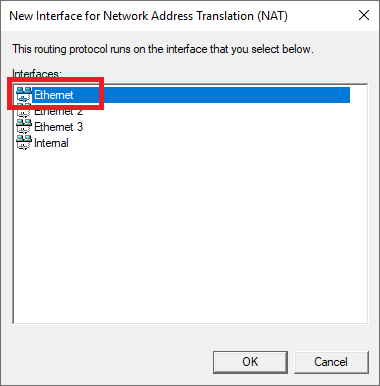 New Interface for Network Address Translation (NAT)
This routing protocol runs on the interface that you select below.
Interfaces:
Ethernet
Ethernet 2
Ethernet 3
Internal
OK
Cancel